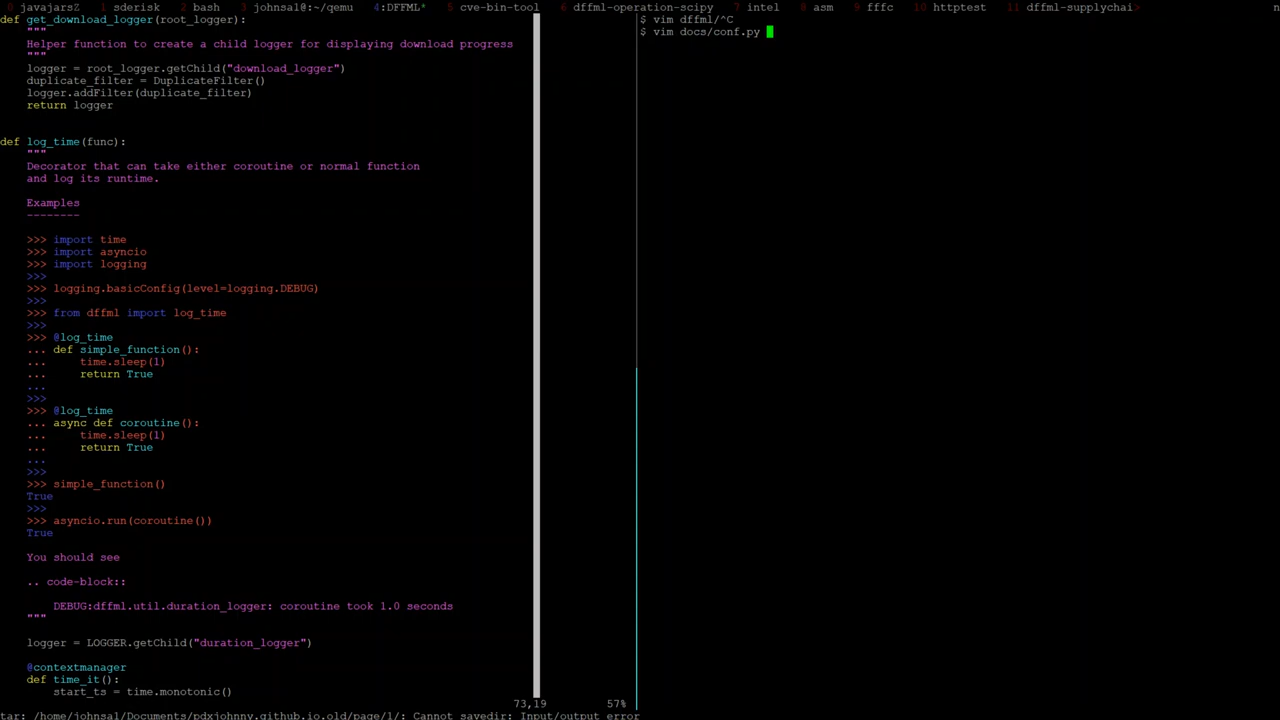 0 javajarsZ 1 sderisk 2 bash 3 johnsal@:~/qemu 4:DFFML* 5 cve-bin-tool 6 dffml-operation-scipy 7 intel 8 asm 9 fffc 10 httptest 11 dffml-supplychai> n
def get_download_logger(root_logger):
"""
Helper function to create a child logger for displaying download progress
"""
logger = root_logger.getChild("download_logger")
duplicate_filter = DuplicateFilter()
logger.addFilter(duplicate_filter)
return logger
def log_time(func):
"""
Decorator that can take either coroutine or normal function
and log its runtime.
Examples
--------
>>> import time
>>> import asyncio
>>> import logging
>>>
>>> logging.basicConfig(level=logging.DEBUG)
>>>
>>> from dffml import log_time
>>>
>>> @log_time
... def simple_function():
...     time.sleep(1)
...     return True
...
>>>
>>> @log_time
... async def coroutine():
...     time.sleep(1)
...     return True
...
>>>
>>> simple_function()
True
>>>
>>> asyncio.run(coroutine())
True
You should see
.. code-block::
DEBUG:dffml.util.duration_logger: coroutine took 1.0 seconds
"""
logger = LOGGER.getChild("duration_logger")
@contextmanager
def time_it():
start_ts = time.monotonic()
73,19 57%
tar: /home/johnsal/Documents/pdxjohnny.github.io.old/page/1/: Cannot savedir: Input/output error
$ vim dffml/^C
$ vim docs/conf.py